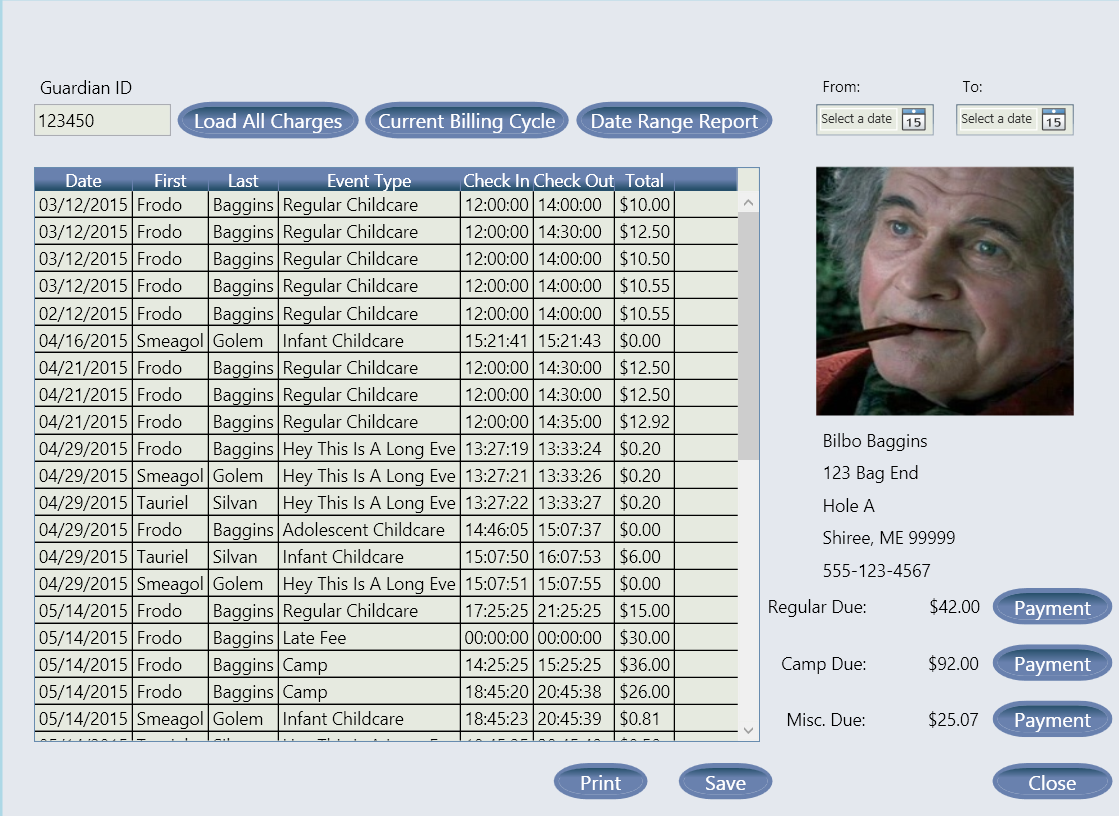 Guardian ID
From: To:
123450 Load All Charges Current Billing Cycle Date Range Report Select a date 15 Select a date 15
Date First Last Event Type Check In Check Out Total
03/12/2015 Frodo Baggins Regular Childcare 12:00:00 14:00:00 $10.00
03/12/2015 Frodo Baggins Regular Childcare 12:00:00 14:30:00 $12.50
03/12/2015 Frodo Baggins Regular Childcare 12:00:00 14:00:00 $10.50
03/12/2015 Frodo Baggins Regular Childcare 12:00:00 14:00:00 $10.55
02/12/2015 Frodo Baggins Regular Childcare 12:00:00 14:00:00 $10.55
04/16/2015 Smeagol Golem Infant Childcare 15:21:41 15:21:43 $0.00
04/21/2015 Frodo Baggins Regular Childcare 12:00:00 14:30:00 $12.50
04/21/2015 Frodo Baggins Regular Childcare 12:00:00 14:30:00 $12.50
04/21/2015 Frodo Baggins Regular Childcare 12:00:00 14:35:00 $12.92
04/29/2015 Frodo Baggins Hey This Is A Long Eve 13:27:19 13:33:24 $0.20
04/29/2015 Smeagol Golem Hey This Is A Long Eve 13:27:21 13:33:26 $0.20
04/29/2015 Tauriel Silvan Hey This Is A Long Eve 13:27:22 13:33:27 $0.20
04/29/2015 Frodo Baggins Adolescent Childcare 14:46:05 15:07:37 $0.00
04/29/2015 Tauriel Silvan Infant Childcare 15:07:50 16:07:53 $6.00
04/29/2015 Smeagol Golem Hey This Is A Long Eve 15:07:51 15:07:55 $0.00
05/14/2015 Frodo Baggins Regular Childcare 17:25:25 21:25:25 $15.00
05/14/2015 Frodo Baggins Late Fee 00:00:00 00:00:00 $30.00
05/14/2015 Frodo Baggins Camp 14:25:25 15:25:25 $36.00
05/14/2015 Frodo Baggins Camp 18:45:20 20:45:38 $26.00
05/14/2015 Smeagol Golem Infant Childcare 18:45:23 20:45:39 $0.81
Bilbo Baggins
123 Bag End
Hole A
Shiree, ME 99999
555-123-4567
Regular Due: $42.00 Payment
Camp Due: $92.00 Payment
Misc. Due: $25.07 Payment
Print Save Close